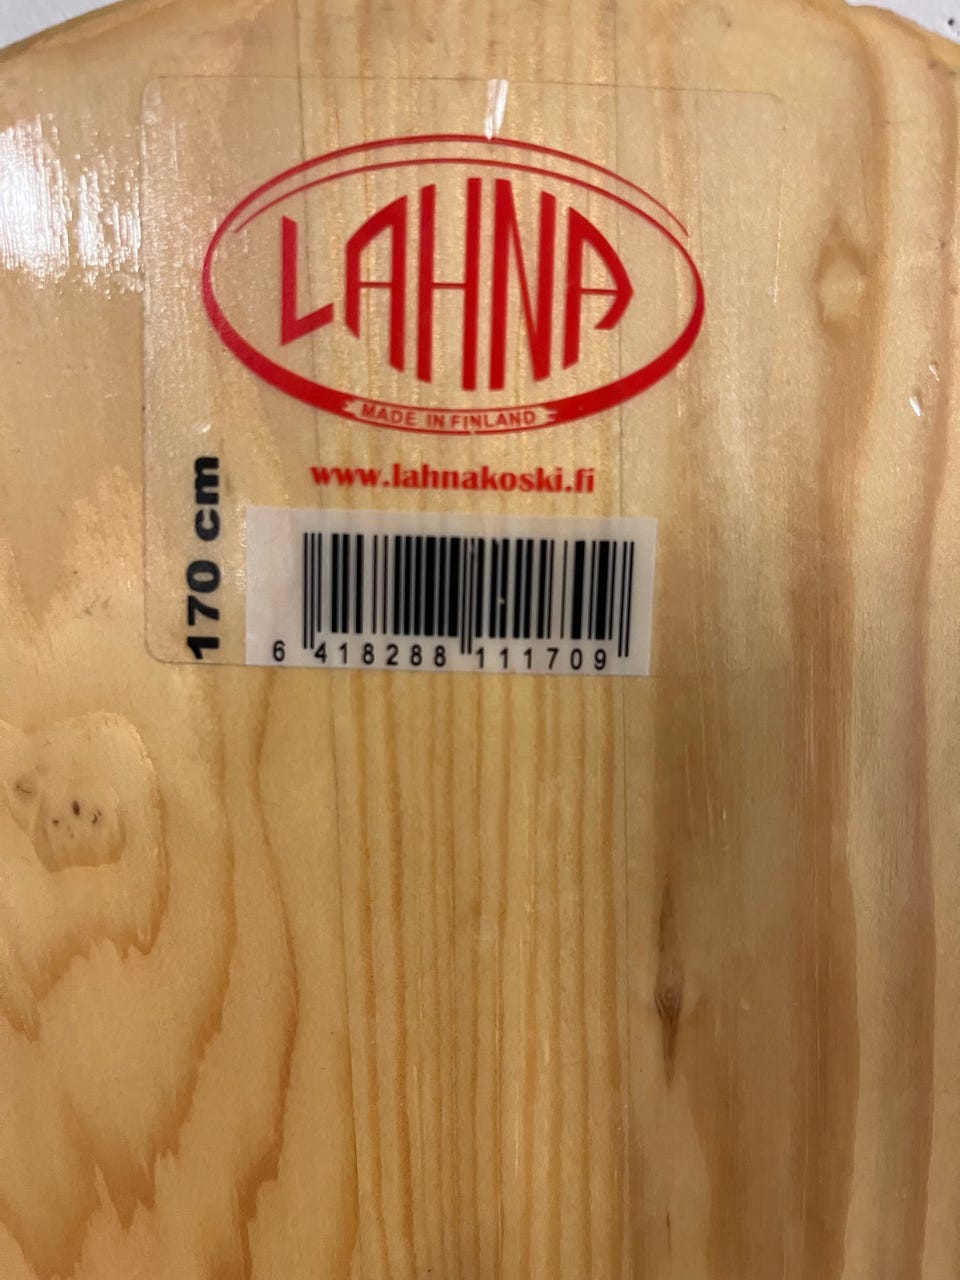 LAHNA
MADE IN FINLAND
www.lahnakoski.fi
170 cm
6 418288 111709